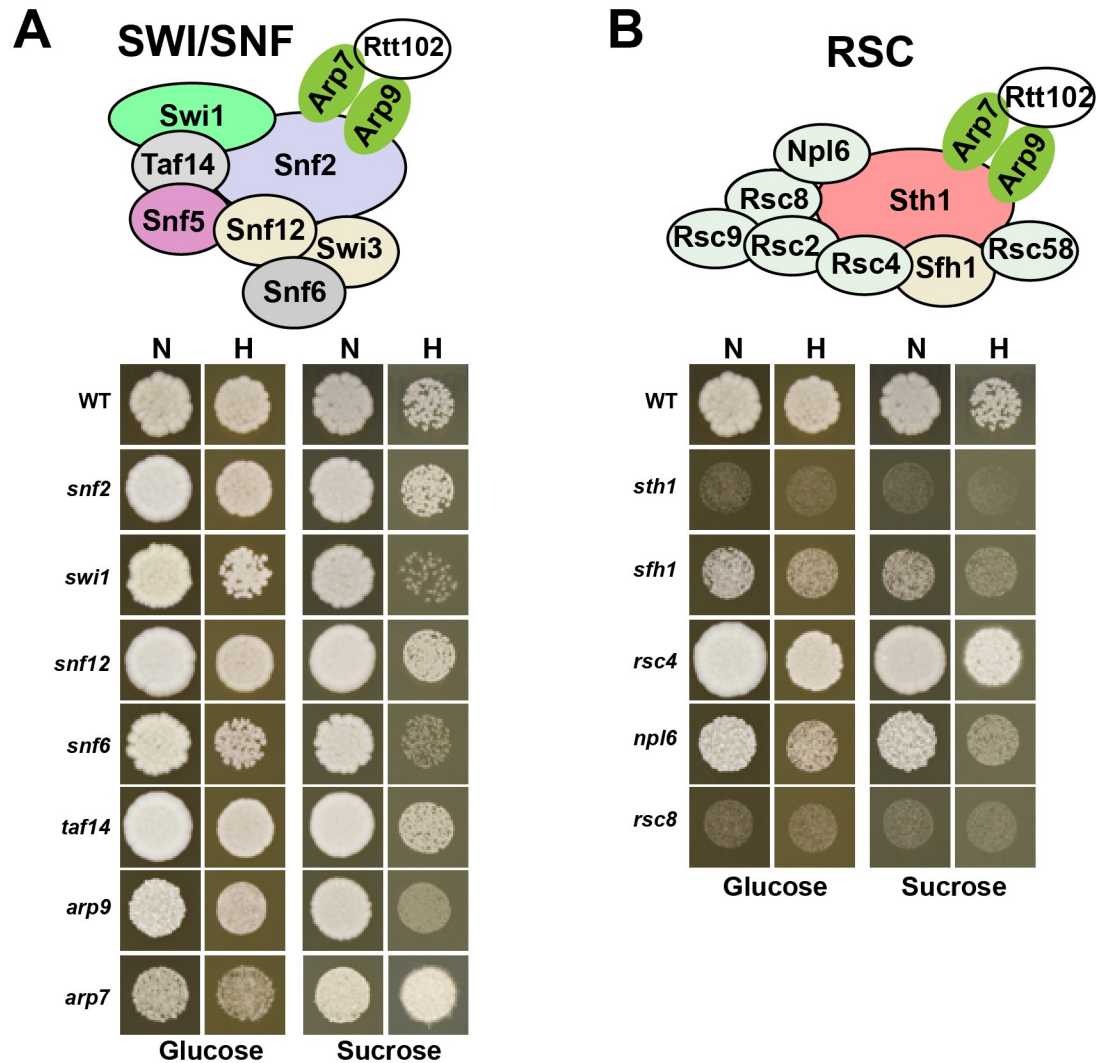 A
SWI/SNF
Rtt102
Arp7
Arp9
Swi1
Taf14
Snf2
Snf5
Snf12
Swi3
Snf6
N H N H
WT
snf2
swi1
snf12
snf6
taf14
arp9
arp7
Glucose Sucrose
B
RSC
Rtt102
Arp7
Arp9
Npl6
Rsc8
Sth1
Rsc9
Rsc2
Rsc4
Sfh1
Rsc58
N H N H
WT
sth1
sfh1
rsc4
npl6
rsc8
Glucose Sucrose